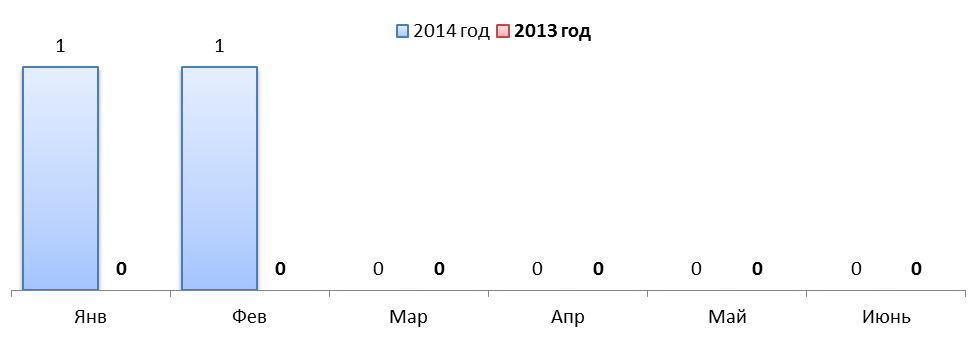 2014 год 2013 год
1 1
0 0 0 0 0 0 0 0 0 0
Янв Фев Мар Апр Май Июнь